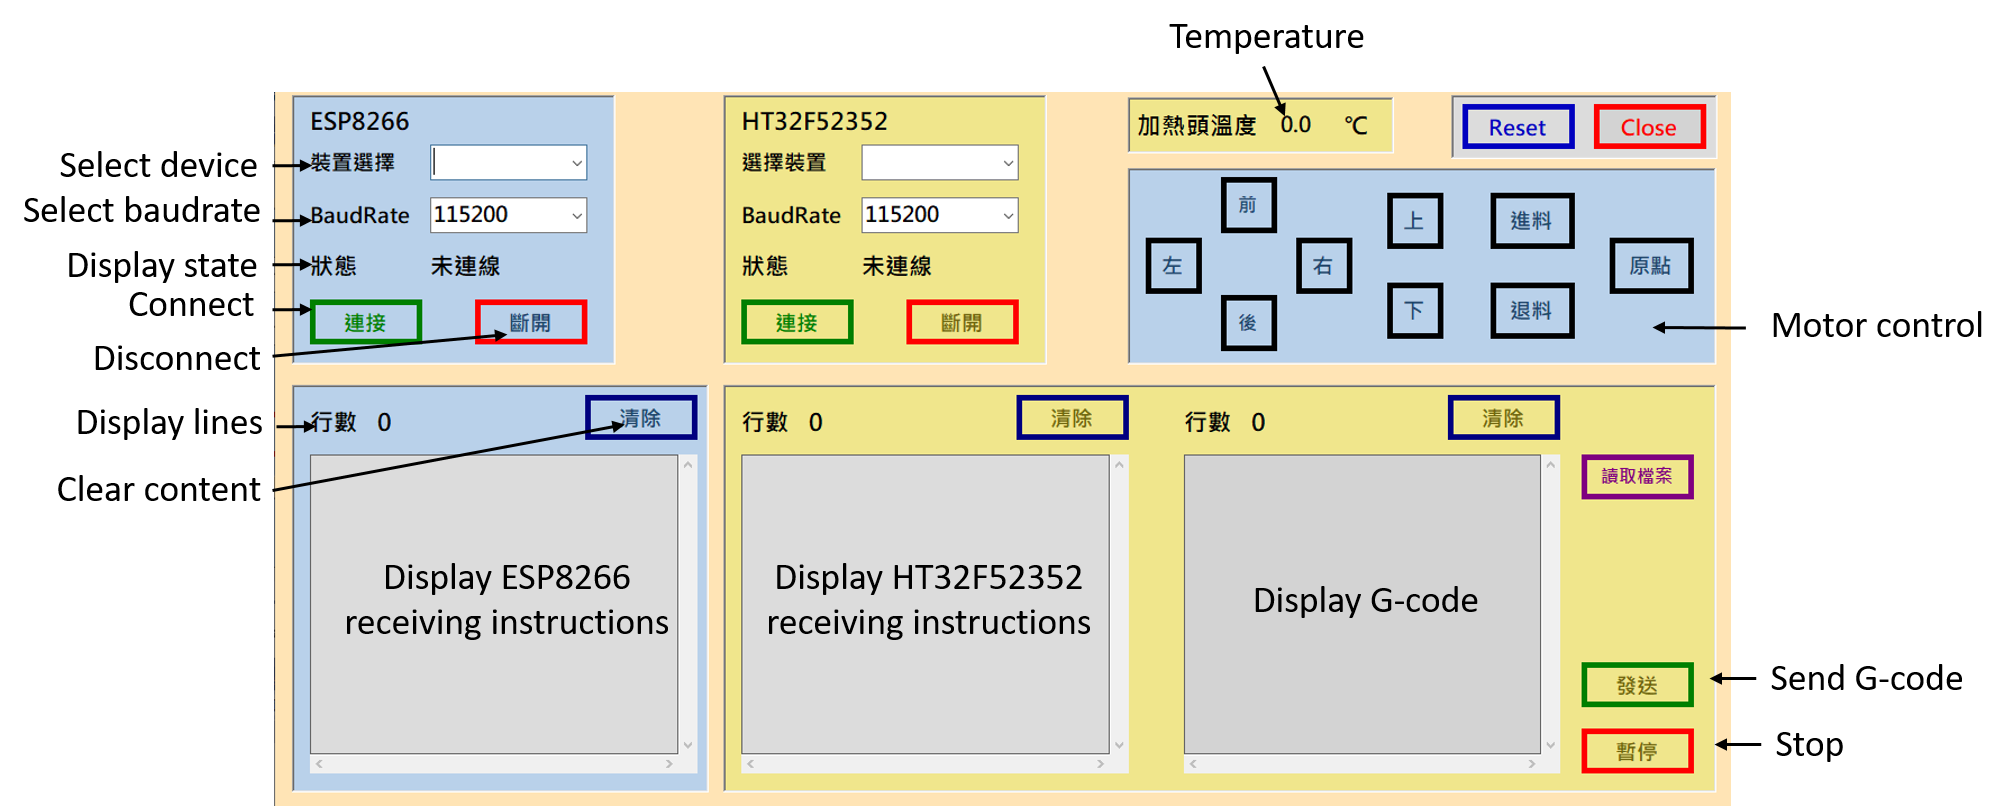 Temperature
ESP8266
Select device
裝置選擇
Select baudrate
BaudRate 115200
Display state
狀態 未連線
Connect
連接 斷開
Disconnect
HT32F52352
選擇裝置
BaudRate 115200
狀態 未連線
連接 斷開
加熱頭溫度 0.0 ℃
Reset Close
前
左 右
後
上
下
進料
退料
原點
Motor control
Display lines
行數 0 清除
Clear content
Display ESP8266
receiving instructions
行數 0 清除
Display HT32F52352
receiving instructions
行數 0 清除
Display G-code
讀取檔案
發送
Send G-code
暫停
Stop